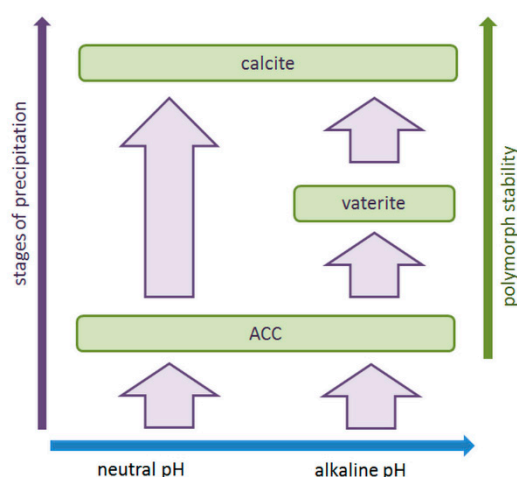 calcite
stages of precipitation
polymorph stability
vaterite
ACC
neutral pH
alkaline pH